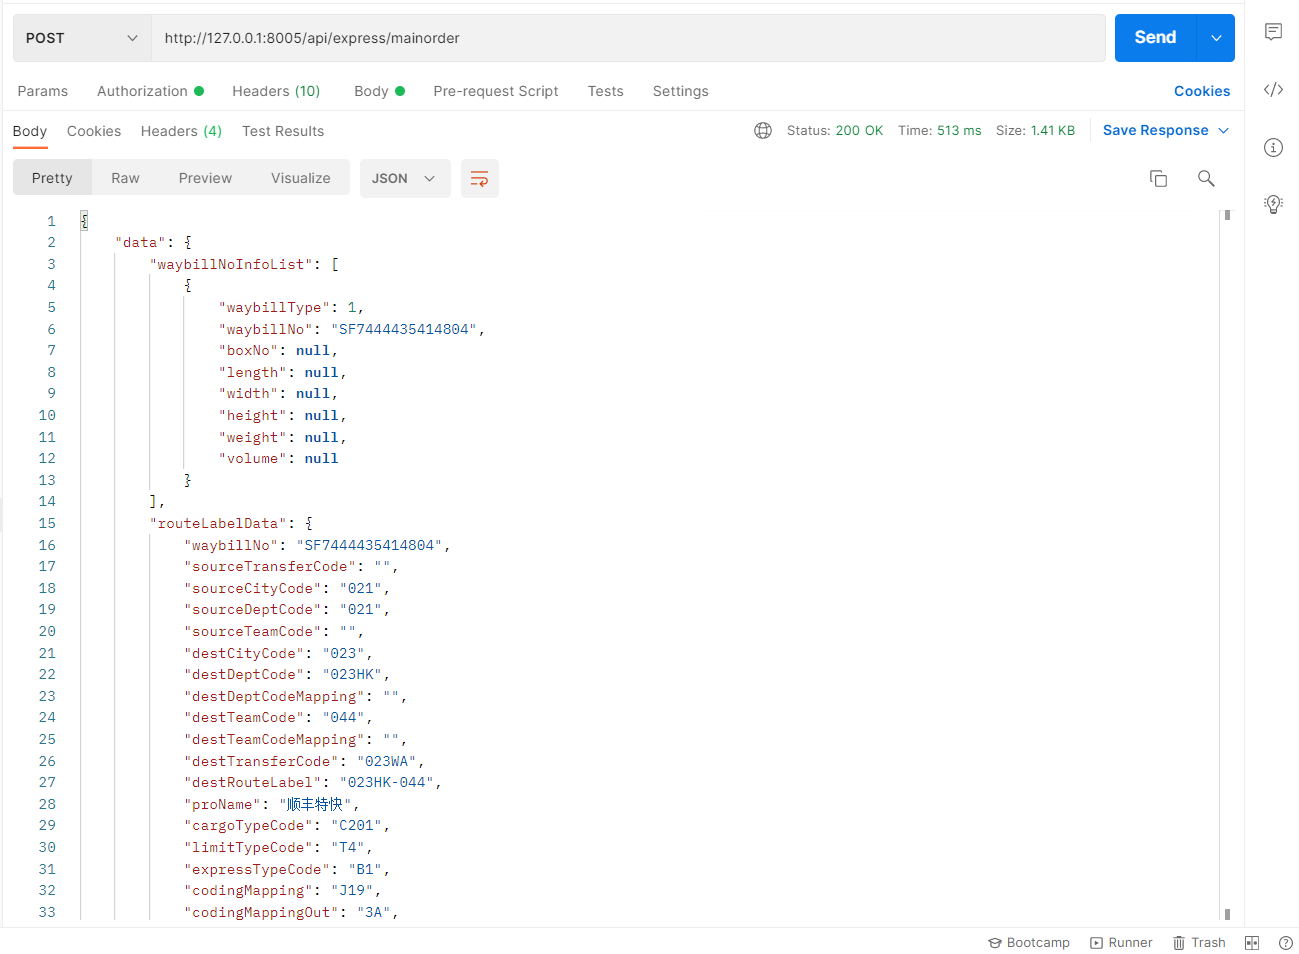 POST http://127.0.0.1:8005/api/express/mainorder Send
Params Authorization Headers (10) Body Pre-request Script Tests Settings Cookies
Body Cookies Headers (4) Test Results Status: 200 OK Time: 513 ms Size: 1.41 KB Save Response
Pretty Raw Preview Visualize JSON
1 {
2 "data": {
3 "waybillNoInfoList": [
4 {
5 "waybillType": 1,
6 "waybillNo": "SF7444435414804",
7 "boxNo": null,
8 "length": null,
9 "width": null,
10 "height": null,
11 "weight": null,
12 "volume": null
13 }
14 ],
15 "routeLabelData": {
16 "waybillNo": "SF7444435414804",
17 "sourceTransferCode": "",
18 "sourceCityCode": "021",
19 "sourceDeptCode": "021",
20 "sourceTeamCode": "",
21 "destCityCode": "023",
22 "destDeptCode": "023HK",
23 "destDeptCodeMapping": "",
24 "destTeamCode": "044",
25 "destTeamCodeMapping": "",
26 "destTransferCode": "023WA",
27 "destRouteLabel": "023HK-044",
28 "proName": "顺丰特快",
29 "cargoTypeCode": "C201",
30 "limitTypeCode": "T4",
31 "expressTypeCode": "B1",
32 "codingMapping": "J19",
33 "codingMappingOut": "3A",
Bootcamp Runner Trash